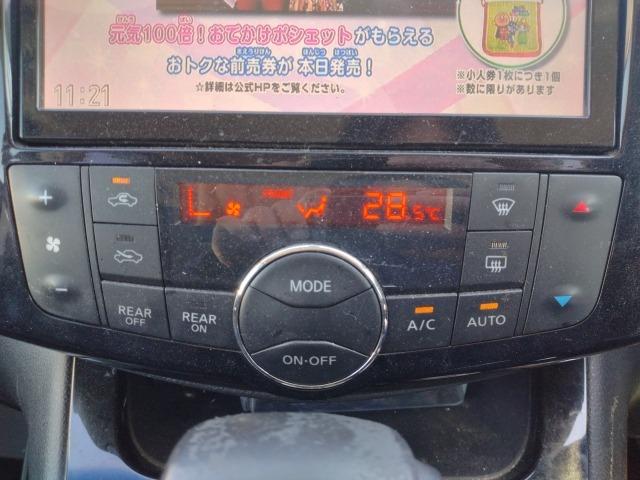 元気100倍！おでかけポシェットがもらえる
おトクな前売券が 本日発売！
☆詳細は公式HPをご覧ください。
※小人券1枚につき1個
※数に限りがあります
11:21
+
-
L
28.5℃
MODE
ON·OFF
REAR OFF
REAR ON
A/C
AUTO